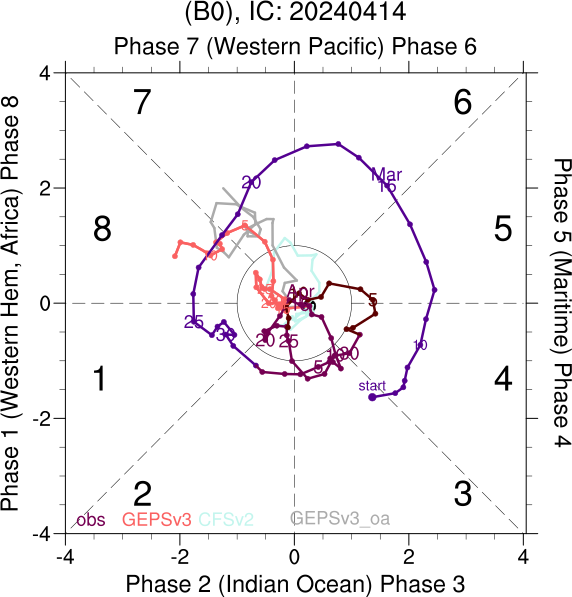 (B0), IC: 20240414
Phase 7 (Western Pacific) Phase 6
Phase 1 (Western Hem, Africa) Phase 8
Phase 5 (Maritime) Phase 4
4
7
6
20
Mar
15
2
8
5
5
Apr
5
0
25
10
20
25
5
start
1
4
-2
2
3
obs
GEPSv3
CFSv2
GEPSv3_oa
-4
-4
-2
0
2
4
Phase 2 (Indian Ocean) Phase 3